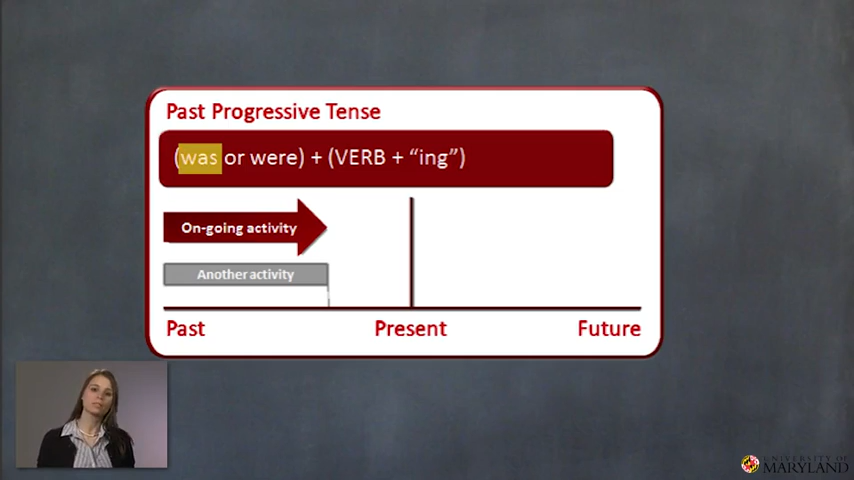 Past Progressive Tense
(was or were) + (VERB + “ing”)
On-going activity
Another activity
Past Present Future
UNIVERSITY OF
MARYLAND